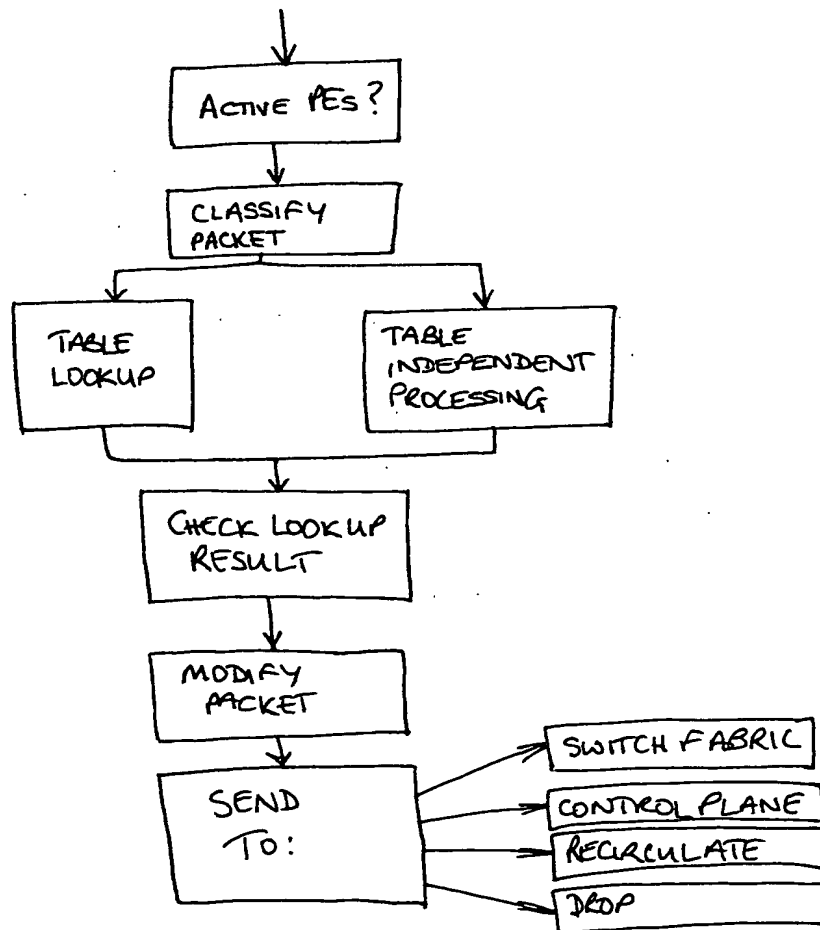 ACTIVE PES?
CLASSIFY
PACKET
TABLE
LOOKUP
TABLE
INDEPENDENT
PROCESSING
CHECK LOOKUP
RESULT
MODIFY
PACKET
SEND
TO:
SWITCH FABRIC
CONTROL PLANE
RECIRCULATE
DROP